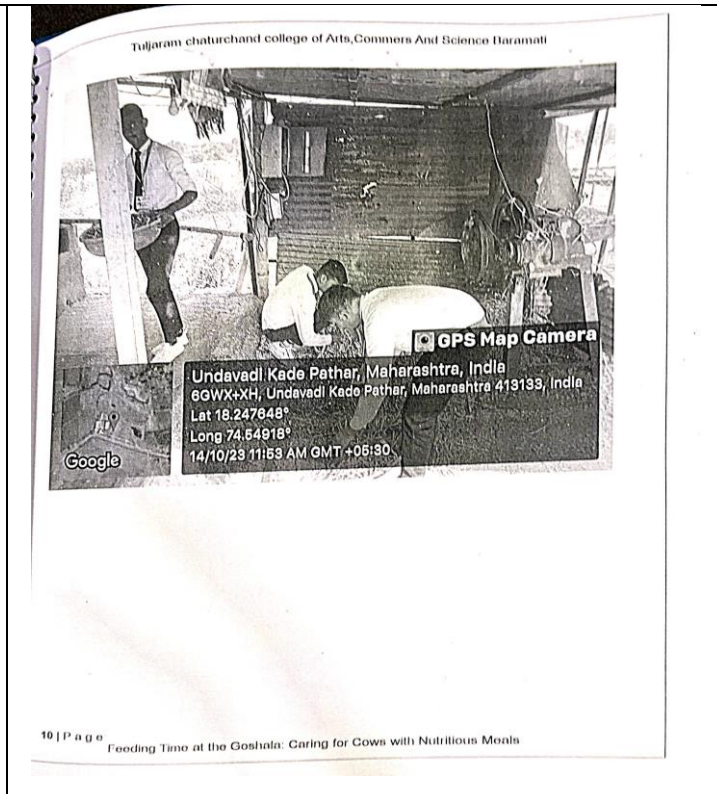 Tuljaram chaturchand college of Arts,Commers And Science Baramati
GPS Map Camera
Undavadi Kade Pathar, Maharashtra, India
6GWX+XH, Undavadi Kade Pathar, Maharashtra 413133, India
Lat 18.247648°
Long 74.54918°
14/10/23 11:53 AM GMT +05:30
Google
10 | P a g e
Feeding Time at the Goshala: Caring for Cows with Nutritious Meals